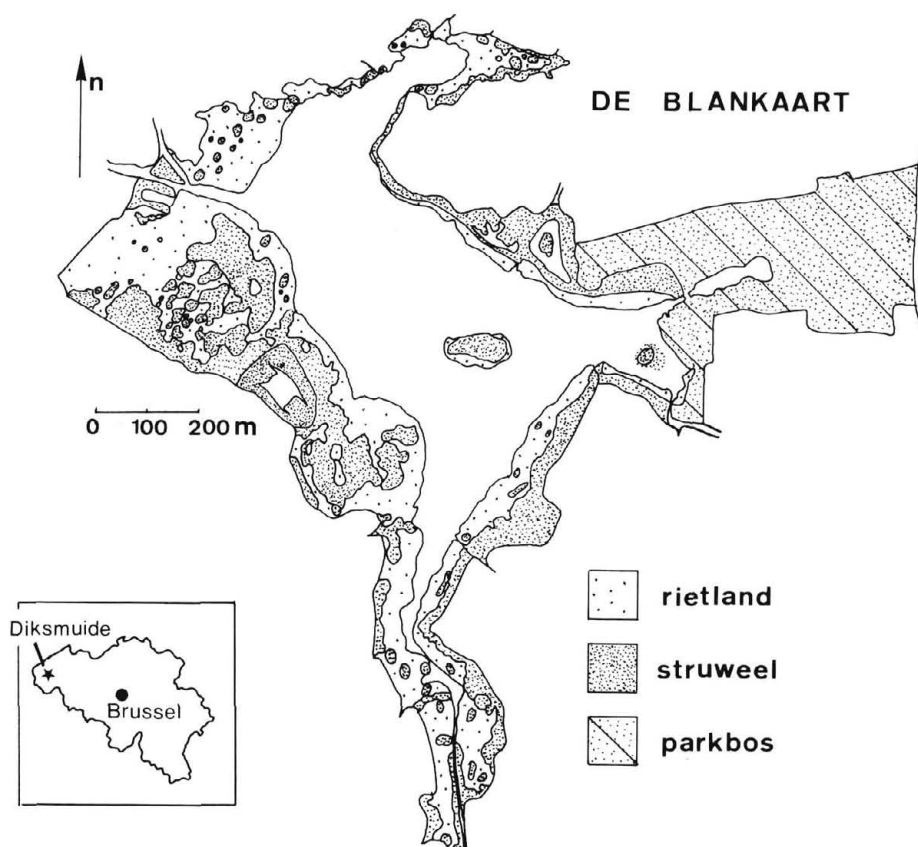 n
DE BLANKAART
0 100 200 m
Diksmuide
Brussel
rietland
struweel
parkbos